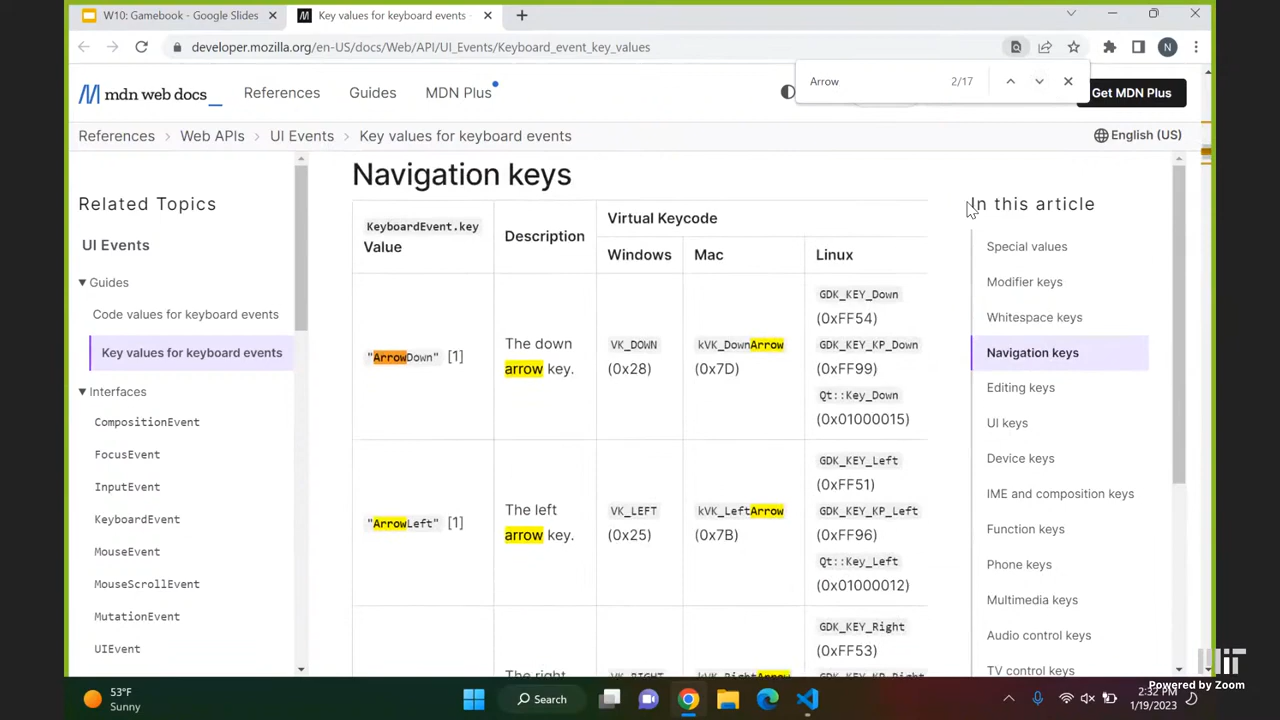 W10: Gamebook - Google Slides
Key values for keyboard events -
developer.mozilla.org/en-US/docs/Web/API/UI_Events/Keyboard_event_key_values
N
Arrow 2/17
mdn web docs_
References
Guides
MDN Plus
Get MDN Plus
References > Web APIs > UI Events > Key values for keyboard events
English (US)
Related Topics
UI Events
Guides
Code values for keyboard events
Key values for keyboard events
Interfaces
CompositionEvent
FocusEvent
InputEvent
KeyboardEvent
MouseEvent
MouseScrollEvent
MutationEvent
UIEvent
Navigation keys
KeyboardEvent.key
Value
Description
Virtual Keycode
Windows
Mac
Linux
"ArrowDown" [1]
The down
arrow key.
VK_DOWN
(0x28)
kVK_DownArrow
(0x7D)
GDK_KEY_Down
(0xFF54)
GDK_KEY_KP_Down
(0xFF99)
Qt::Key_Down
(0x01000015)
"ArrowLeft" [1]
The left
arrow key.
VK_LEFT
(0x25)
kVK_LeftArrow
(0x7B)
GDK_KEY_Left
(0xFF51)
GDK_KEY_KP_Left
(0xFF96)
Qt::Key_Left
(0x01000012)
The right
VK_RIGHT
kVK_RightArrow
GDK_KEY_Right
(0xFF53)
GDK_KEY_KP_Right
In this article
Special values
Modifier keys
Whitespace keys
Navigation keys
Editing keys
UI keys
Device keys
IME and composition keys
Function keys
Phone keys
Multimedia keys
Audio control keys
TV control keys
MIT
Powered by Zoom
53°F
Sunny
Search
2:32 PM
1/19/2023